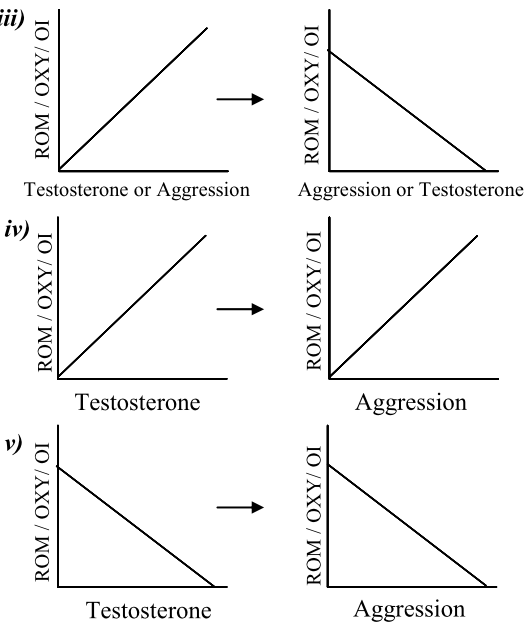 iii)
ROM / OXY/ OI
ROM / OXY/ OI
Testosterone or Aggression
Aggression or Testosterone
iv)
ROM / OXY/ OI
ROM / OXY/ OI
Testosterone
Aggression
v)
ROM / OXY/ OI
ROM / OXY/ OI
Testosterone
Aggression